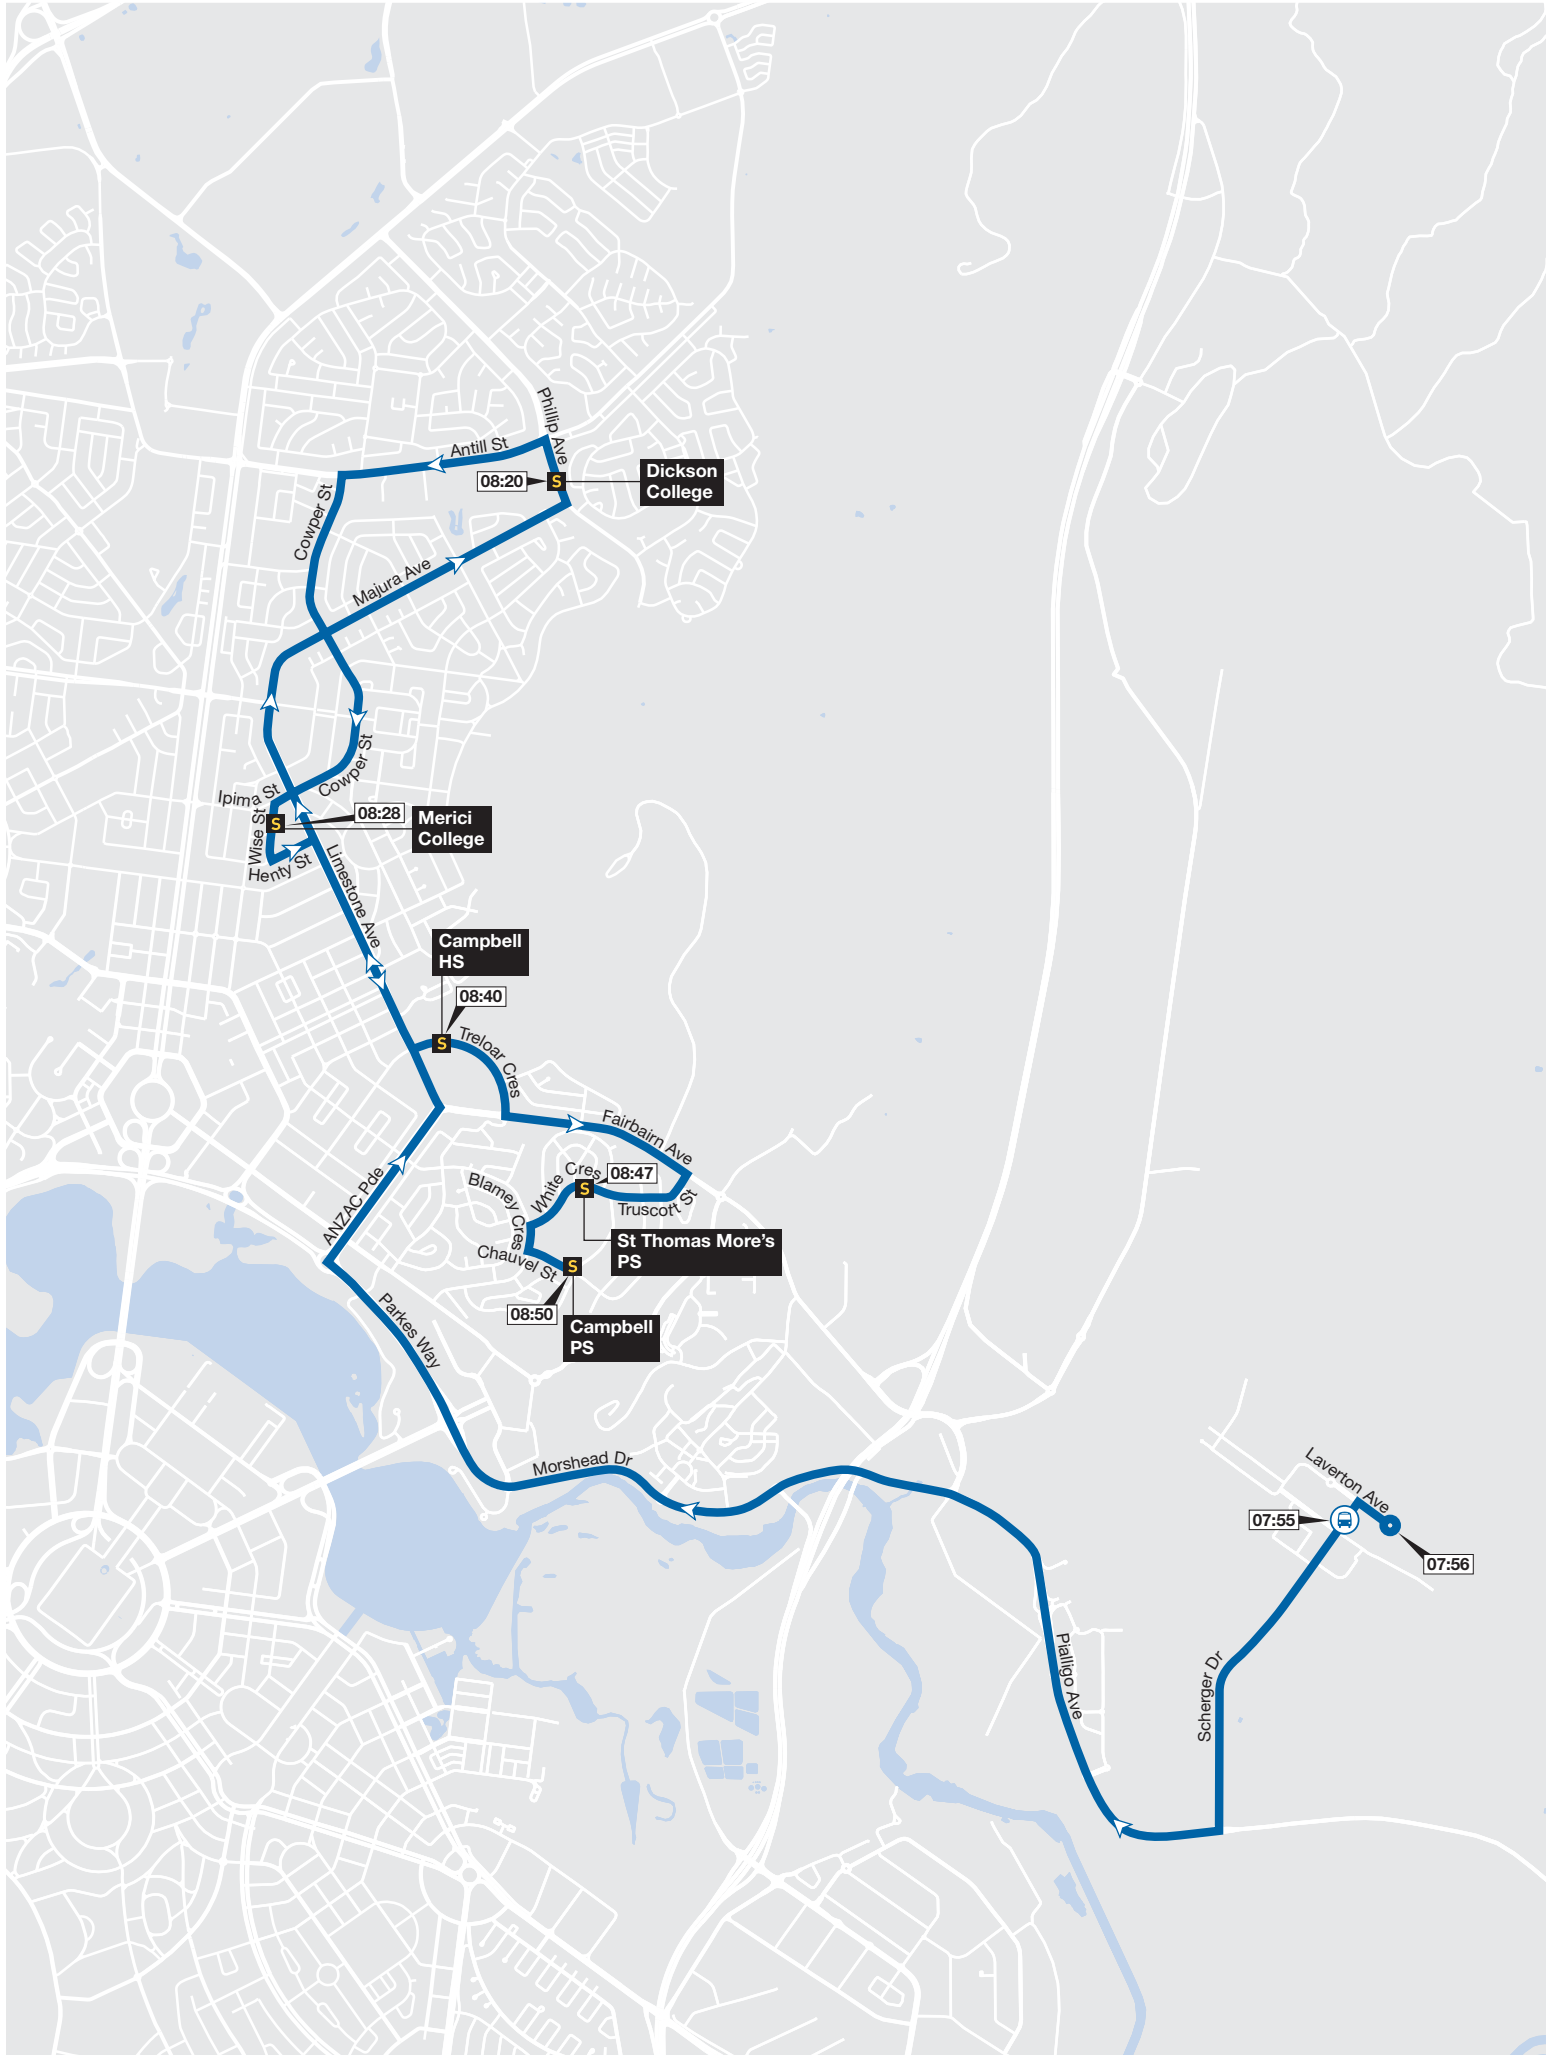 Phillip Ave
Antill St
08:20
S
Dickson
College
Cowper St
Majura Ave
Cowper St
Ipima St
08:28
S
Merici
College
Wise St
Henty St
Limestone Ave
Campbell
HS
08:40
S
Treloar Cres
Fairbairn Ave
08:47
White Cres
S
Blamey Cres
Truscott St
ANZAC Pde
St Thomas More's
PS
Chauvel St
S
08:50
Campbell
PS
Parkes Way
Morshead Dr
Laverton Ave
07:55
07:56
Pialligo Ave
Scherger Dr